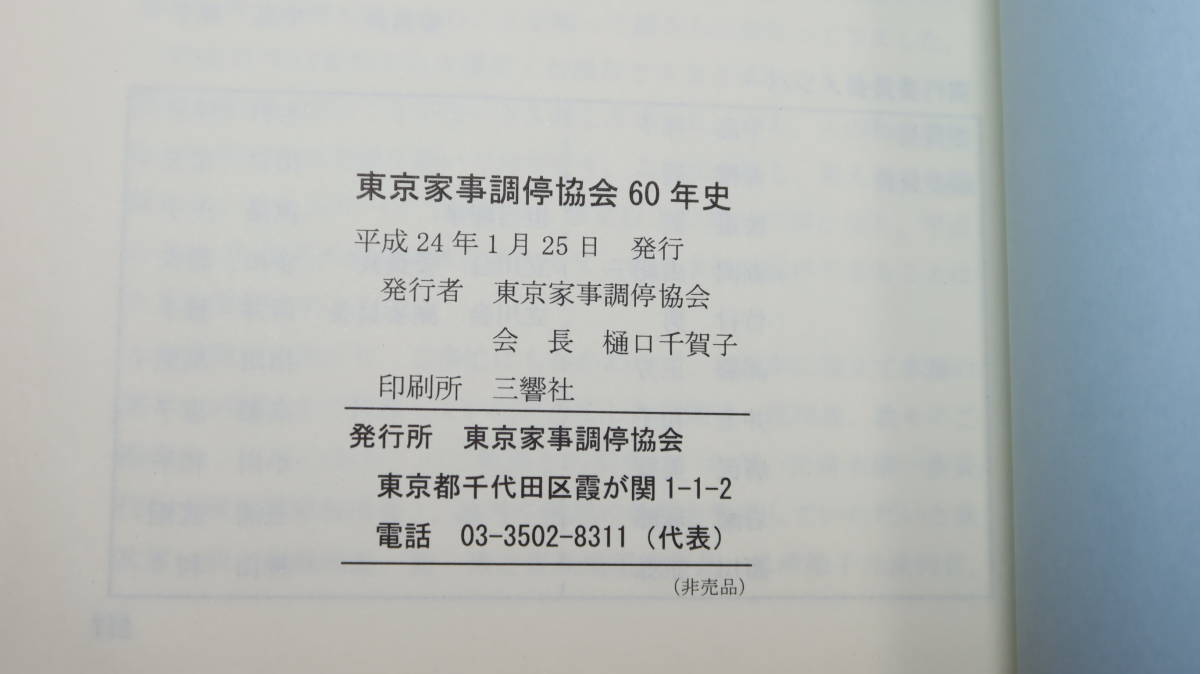 東京家事調停協会 60 年史
平成 24 年 1 月 25 日　発行
発行者　東京家事調停協会
会　長　樋口千賀子
印刷所　三響社
発行所　東京家事調停協会
東京都千代田区霞が関1-1-2
電話　03-3502-8311（代表）
（非売品）